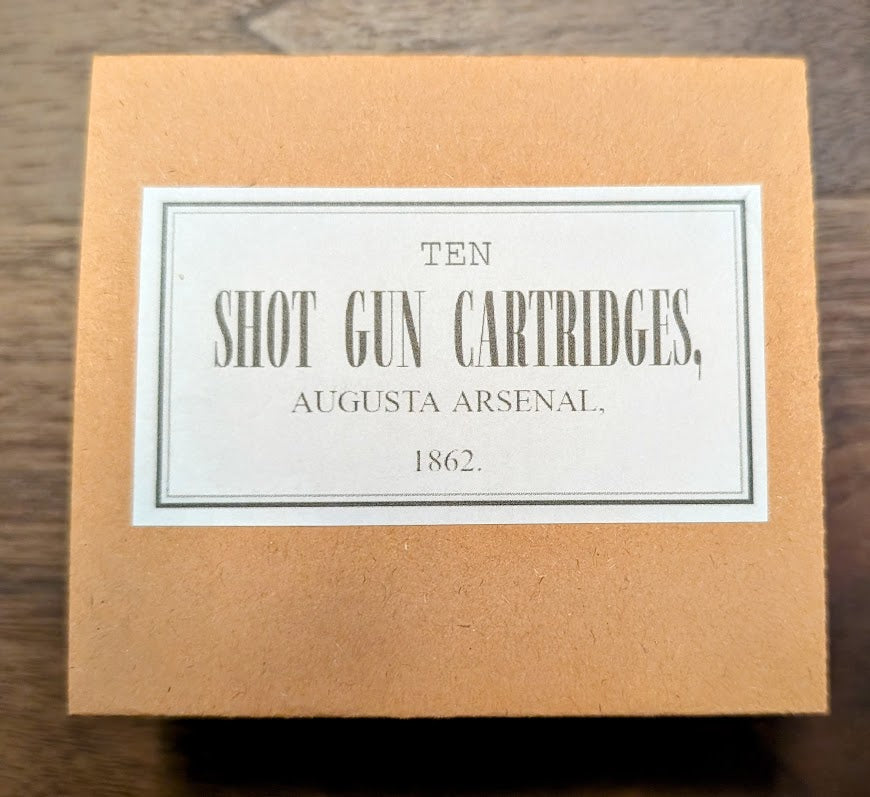 TEN
SHOT GUN CARTRIDGES,
AUGUSTA ARSENAL,
1862.